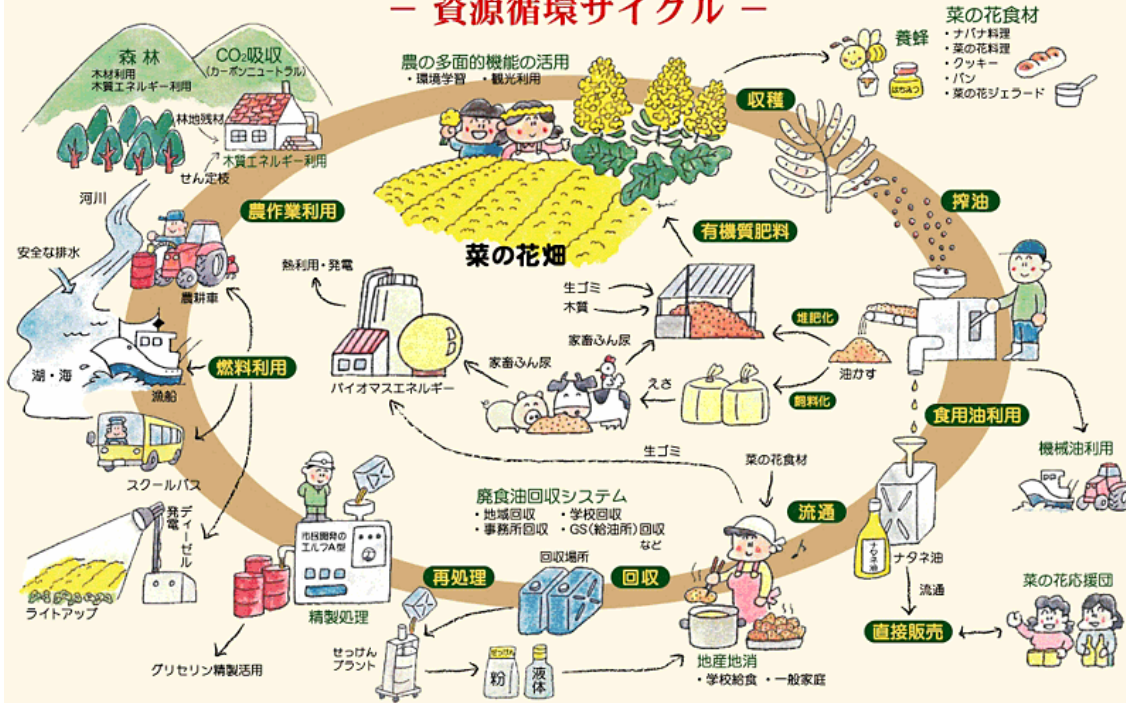 － 資源循環サイクル －
森林
木材利用
木質エネルギー利用
CO2吸収
(カーボンニュートラル)
林地残材
木質エネルギー利用
せん定枝
農の多面的機能の活用
・環境学習 ・観光利用
養蜂
はちみつ
菜の花食材
・ナバナ料理
・菜の花料理
・クッキー
・パン
・菜の花ジェラード
収穫
搾油
河川
農作業利用
安全な排水
農耕車
菜の花畑
有機質肥料
熱利用・発電
生ゴミ
木質
堆肥化
家畜ふん尿
油かす
湖・海
漁船
燃料利用
バイオマスエネルギー
家畜ふん尿
えさ
飼料化
食用油利用
機械油利用
スクールバス
生ゴミ
菜の花食材
廃食油回収システム
・地域回収 ・学校回収
・事務所回収 ・GS(給油所)回収
など
流通
ナタネ油
ナタネ油
ディーゼル
発電
市民開発の
エルフA型
回収場所
再処理
回収
流通
菜の花応援団
ライトアップ
精製処理
直接販売
グリセリン精製活用
せっけん
プラント
せっけん
粉
液体
地産地消
・学校給食 ・一般家庭